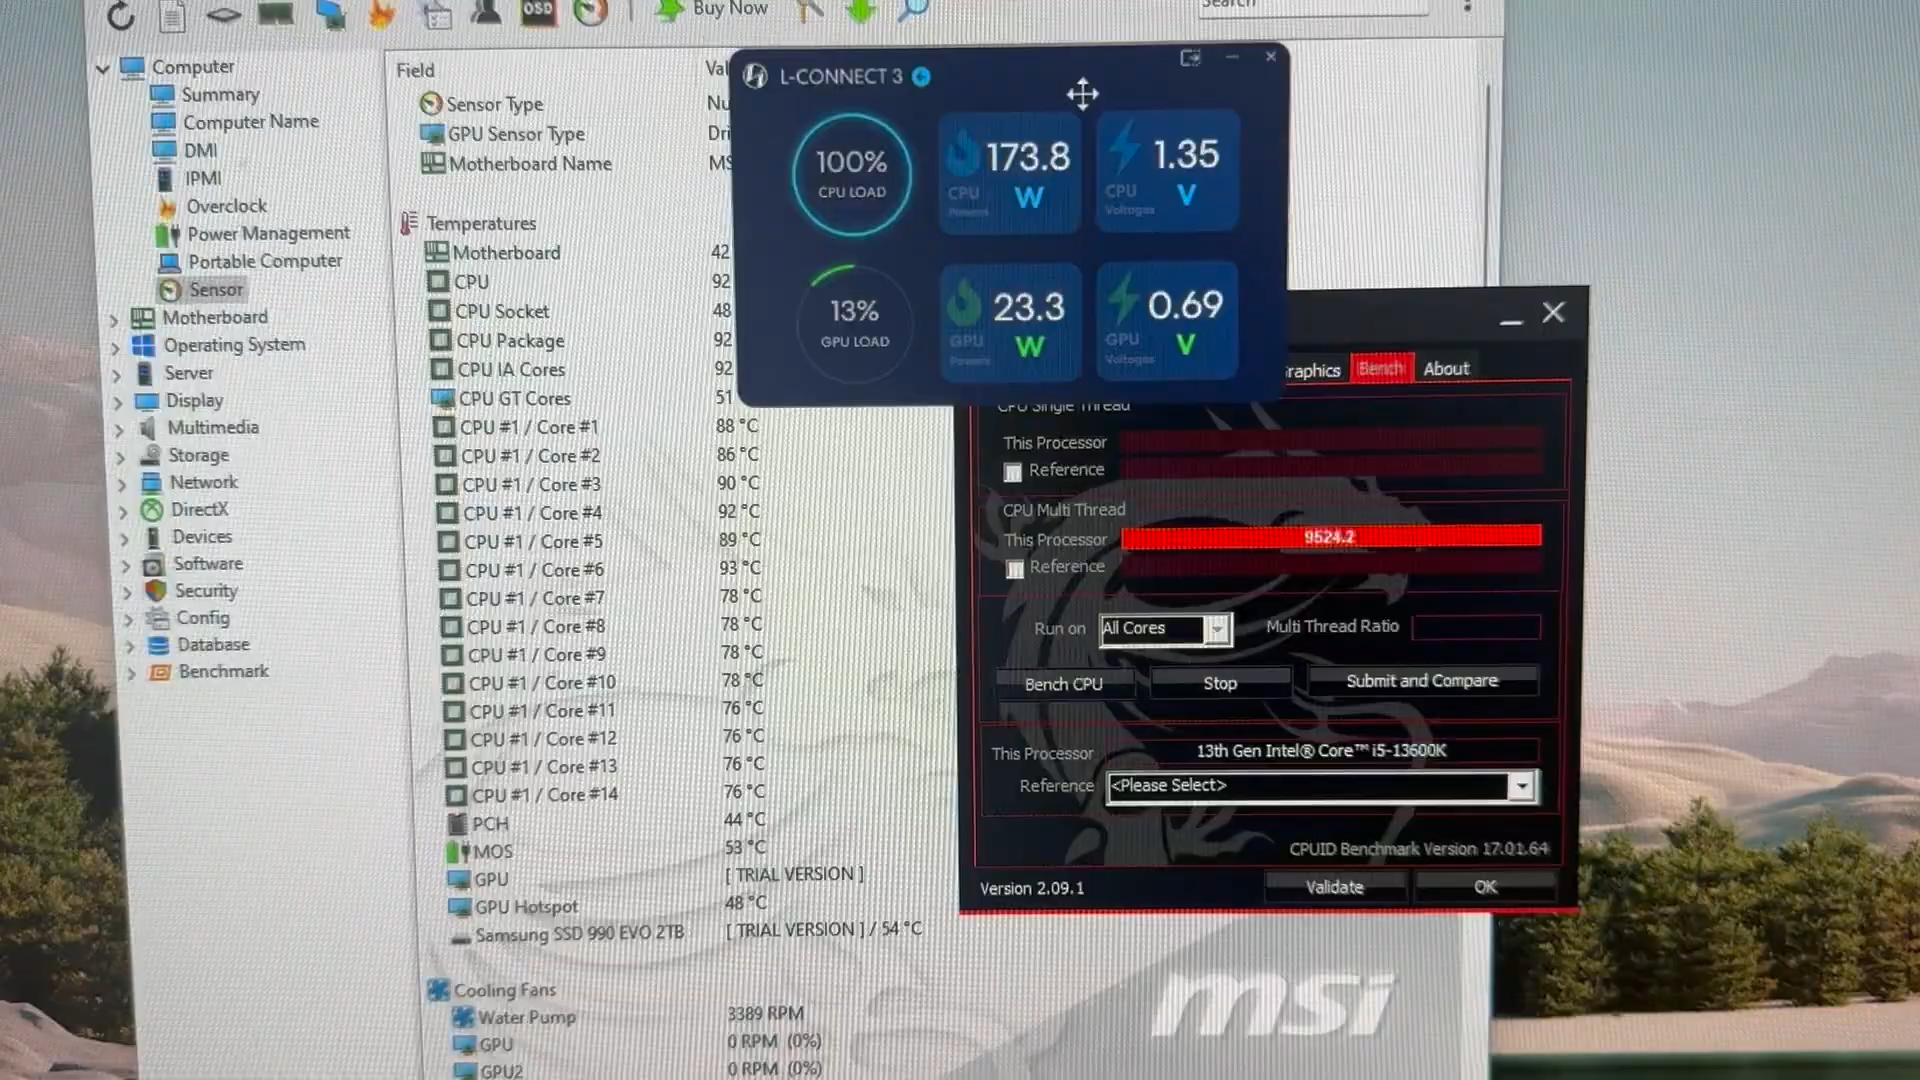 OSD
Buy Now
Search
Computer
Summary
Computer Name
DMI
IPMI
Overclock
Power Management
Portable Computer
Sensor
Motherboard
Operating System
Server
Display
Multimedia
Storage
Network
DirectX
Devices
Software
Security
Config
Database
Benchmark
Field Val
Sensor Type Nu
GPU Sensor Type Dri
Motherboard Name MS
Temperatures
Motherboard 42
CPU 92
CPU Socket 48
CPU Package 92
CPU IA Cores 92
CPU GT Cores 51
CPU #1 / Core #1 88 °C
CPU #1 / Core #2 86 °C
CPU #1 / Core #3 90 °C
CPU #1 / Core #4 92 °C
CPU #1 / Core #5 89 °C
CPU #1 / Core #6 93 °C
CPU #1 / Core #7 78 °C
CPU #1 / Core #8 78 °C
CPU #1 / Core #9 78 °C
CPU #1 / Core #10 78 °C
CPU #1 / Core #11 76 °C
CPU #1 / Core #12 76 °C
CPU #1 / Core #13 76 °C
CPU #1 / Core #14 76 °C
PCH 44 °C
MOS 53 °C
GPU [ TRIAL VERSION ]
GPU Hotspot 48 °C
Samsung SSD 990 EVO 2TB [ TRIAL VERSION ] / 54 °C
Cooling Fans
Water Pump 3389 RPM
GPU 0 RPM (0%)
GPU2 0 RPM (0%)
L-CONNECT 3
100%
CPU LOAD
173.8
W
CPU
Powers
1.35
V
CPU
Voltages
13%
GPU LOAD
23.3
W
GPU
Powers
0.69
V
GPU
Voltages
raphics Bench About
CPU Single Thread
This Processor
Reference
CPU Multi Thread
This Processor 9524.2
Reference
Run on All Cores Multi Thread Ratio
Bench CPU Stop Submit and Compare
This Processor 13th Gen Intel® Core™ i5-13600K
Reference <Please Select>
CPUID Benchmark Version 17.01.64
Version 2.09.1 Validate OK
msi